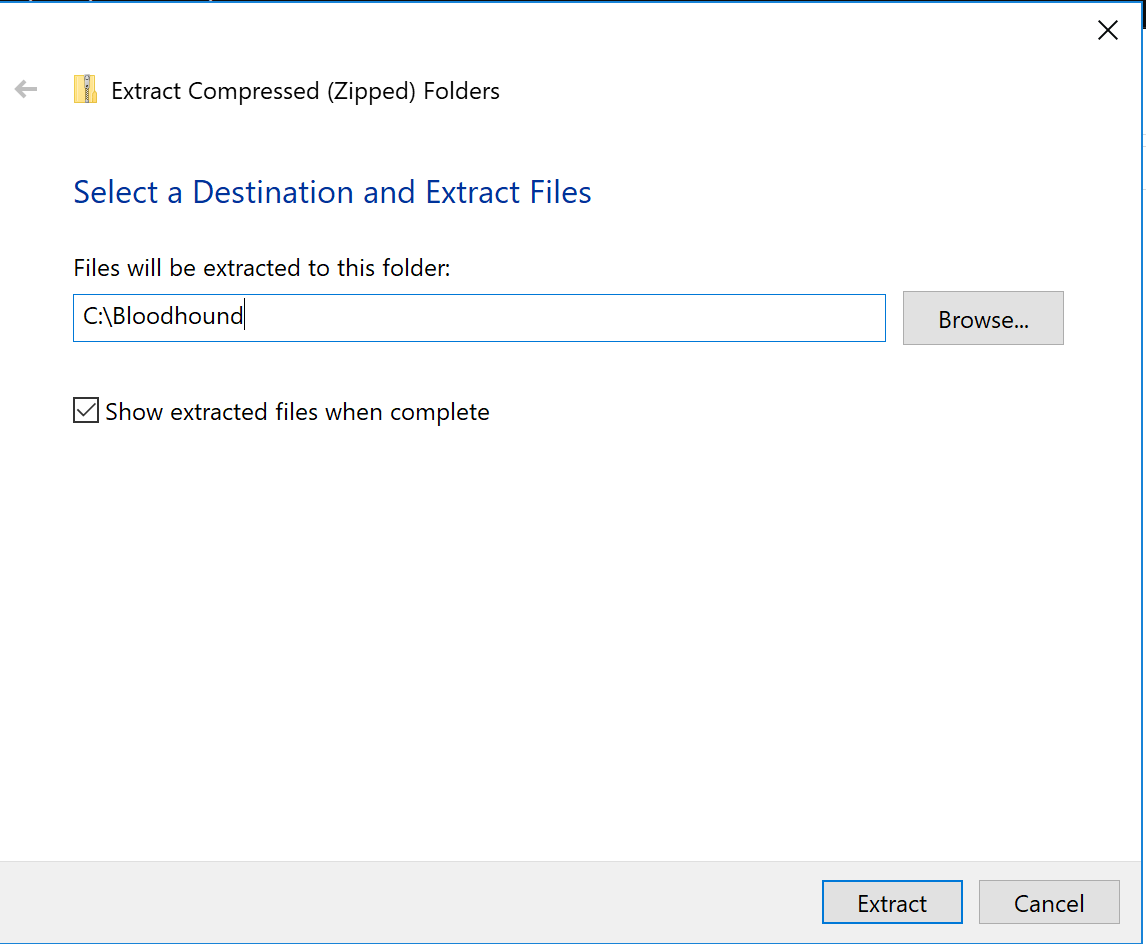 Extract Compressed (Zipped) Folders
Select a Destination and Extract Files
Files will be extracted to this folder:
C:\Bloodhound
Browse...
Show extracted files when complete
Extract
Cancel